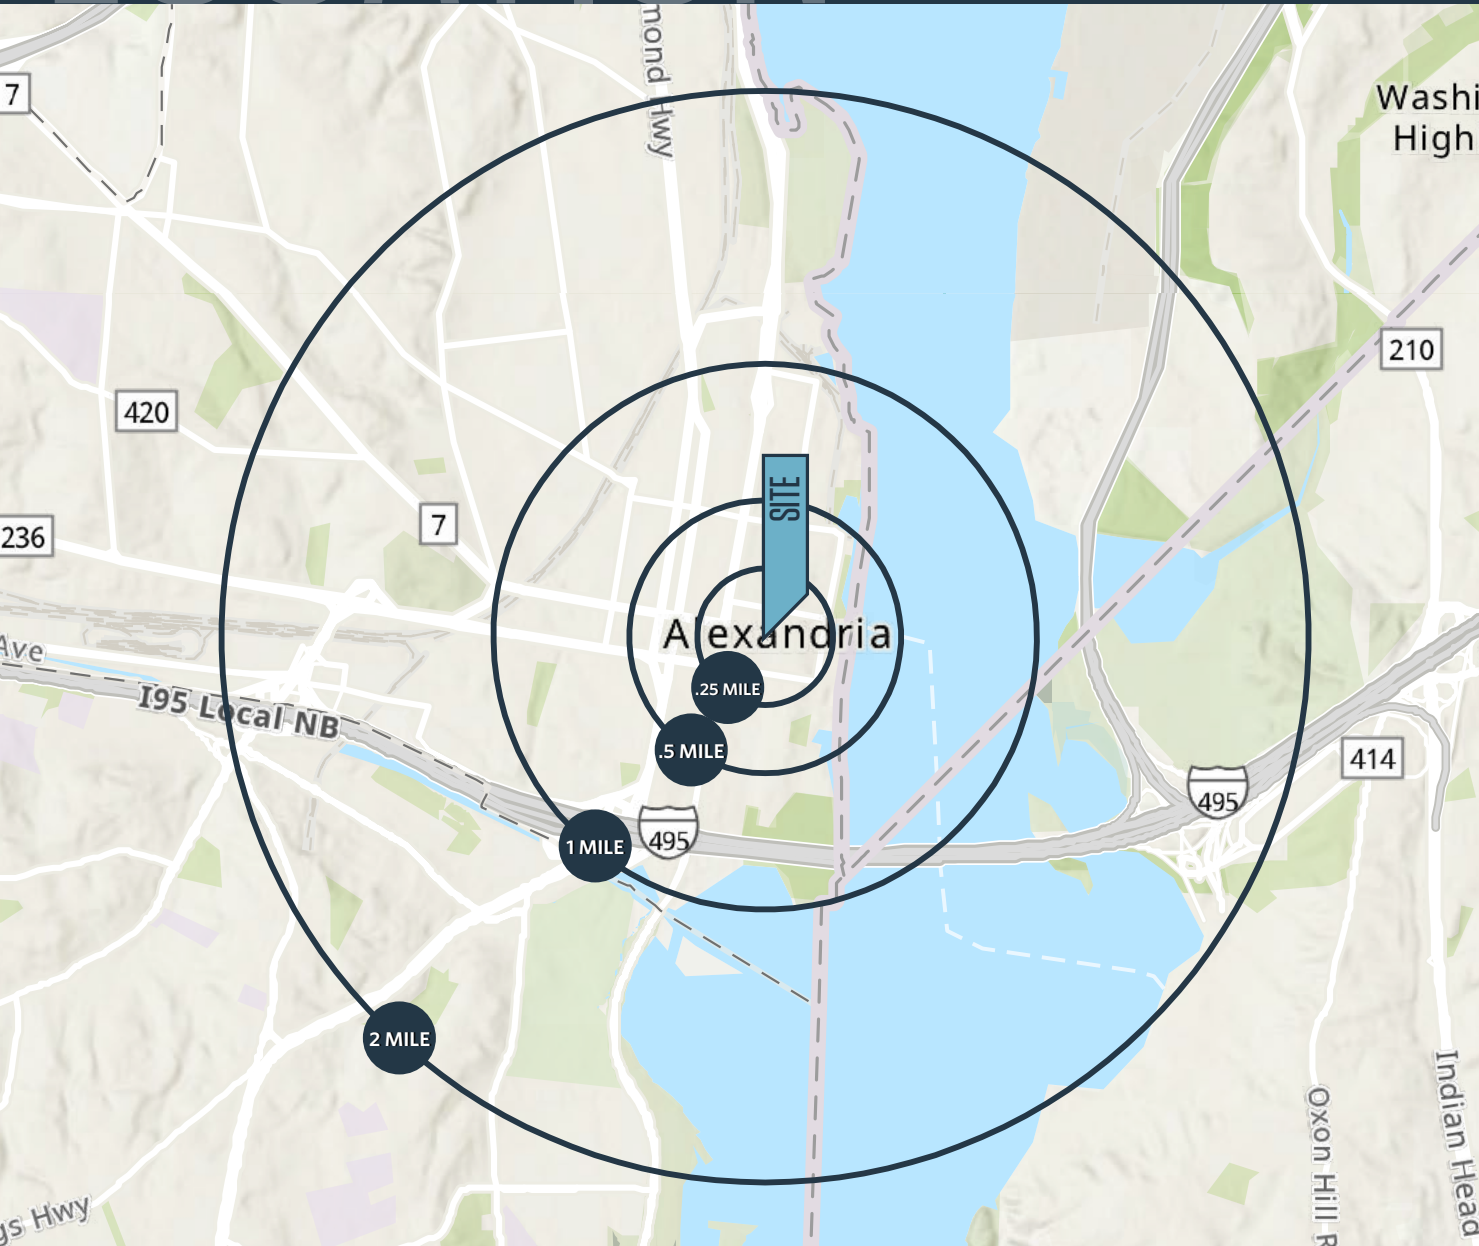 mond Hwy
7
Washi
High
210
420
SITE
7
236
Alexandria
Ave
.25 MILE
I95 Local NB
.5 MILE
414
495
495
1 MILE
2 MILE
Indian Head
Oxon Hill R
gs Hwy